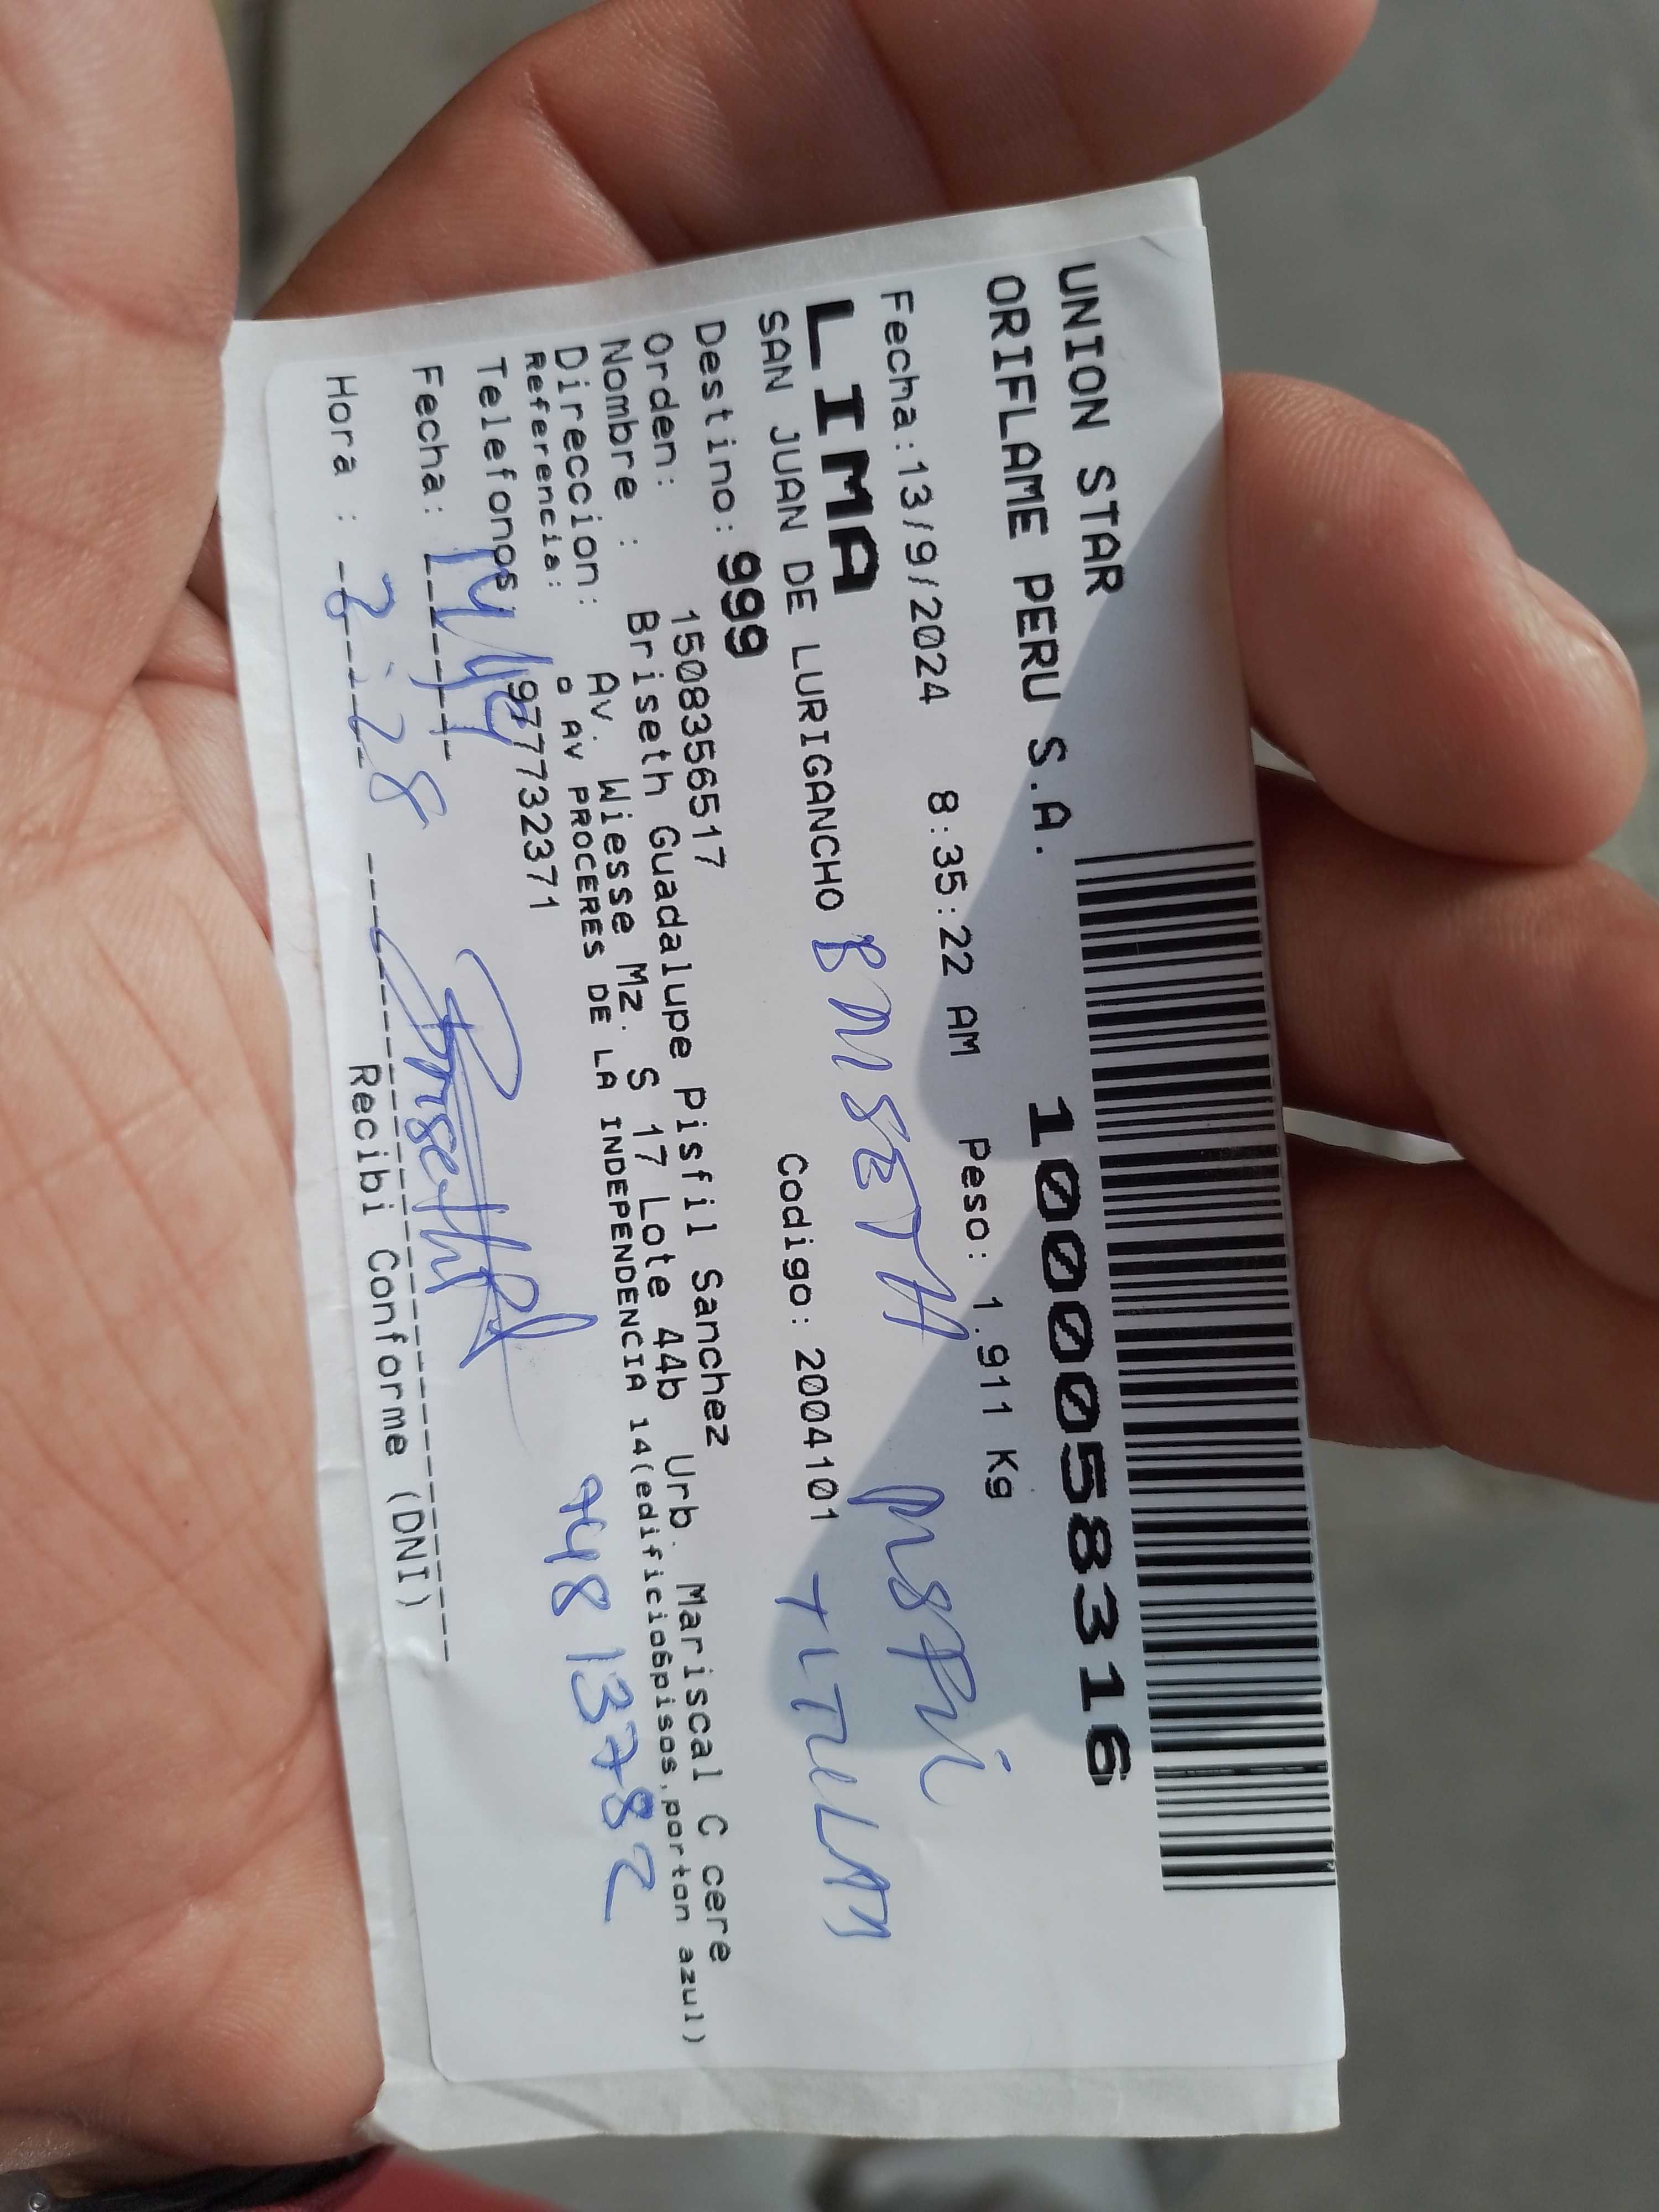 UNION STAR
ORIFLAME PERU S.A. 1000058316
Fecha:13/9/2024 8:35:22 AM Peso: 1.911 Kg
LIMA
SAN JUAN DE LURIGANCHO Codigo: 2004101
BRISETH
TITULAR
Destino: 999
Orden: 1508356517
Nombre : Briseth Guadalupe Pisfil Sanchez
Direccion: Av. Wiesse Mz. S 17 Lote 44b Urb. Mariscal C cere
Referencia: o AV PROCERES DE LA INDEPENDENCIA 14(edificio6pisos,porton azul)
Telefonos 977732371
Fecha:
Hora :
Briseth
Recibi Conforme (DNI)